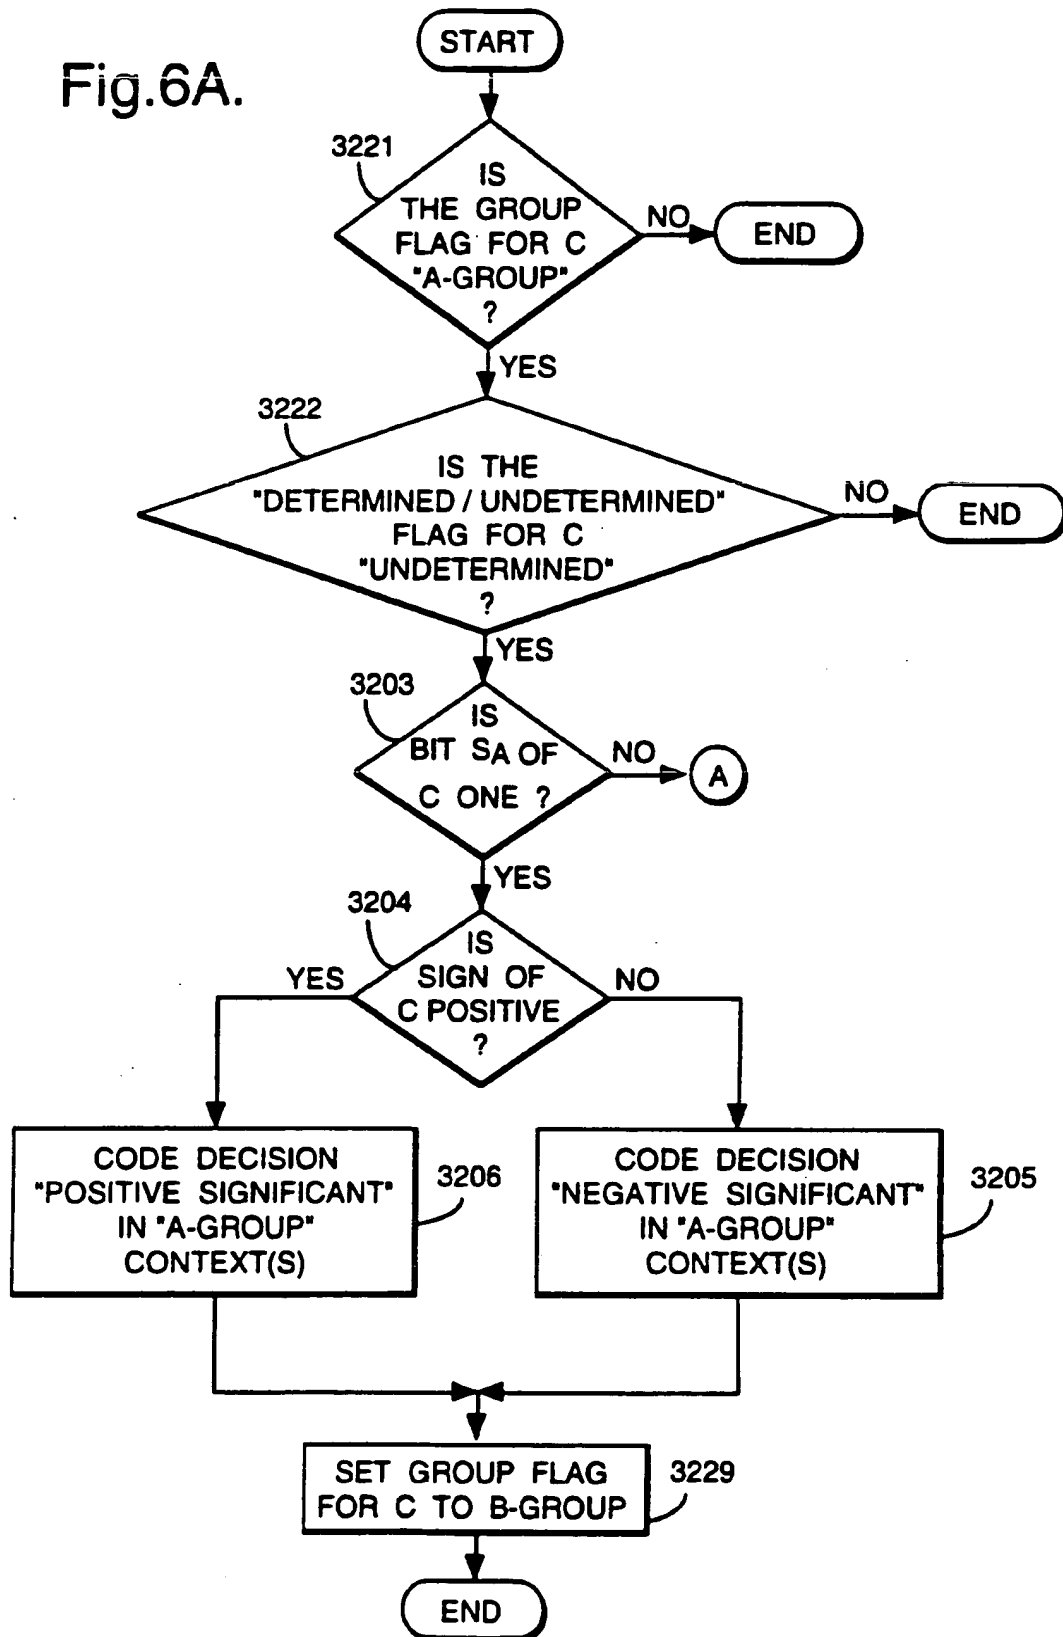 START
Fig.6A.
3221
IS
THE GROUP
FLAG FOR C
"A-GROUP"
?
NO
END
YES
3222
IS THE
"DETERMINED / UNDETERMINED"
FLAG FOR C
"UNDETERMINED"
?
NO
END
YES
3203
IS
BIT SA OF
C ONE ?
NO
A
YES
3204
IS
SIGN OF
C POSITIVE
?
YES
NO
CODE DECISION
"POSITIVE SIGNIFICANT"
IN "A-GROUP"
CONTEXT(S)
3206
CODE DECISION
"NEGATIVE SIGNIFICANT"
IN "A-GROUP"
CONTEXT(S)
3205
SET GROUP FLAG
FOR C TO B-GROUP
3229
END